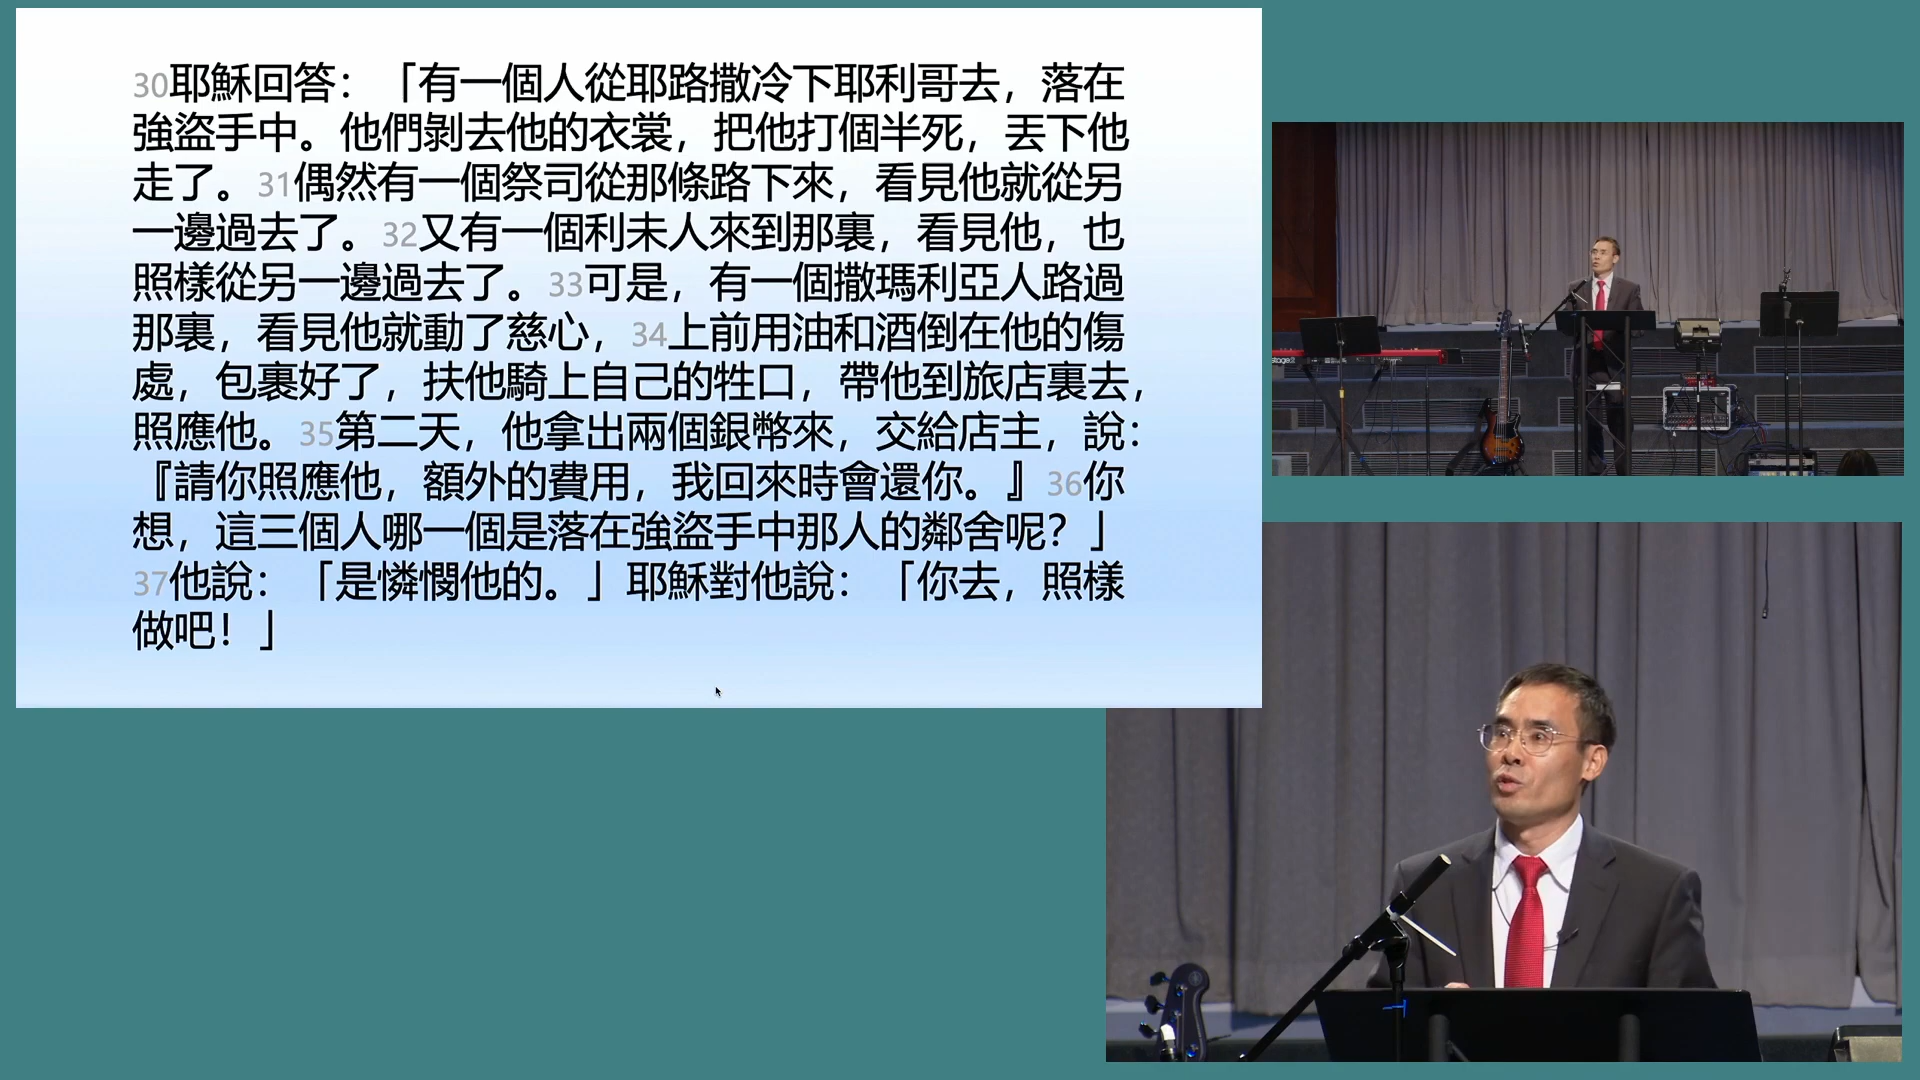 30耶穌回答：「有一個人從耶路撒冷下耶利哥去，落在
強盜手中。他們剝去他的衣裳，把他打個半死，丟下他
走了。31偶然有一個祭司從那條路下來，看見他就從另
一邊過去了。32又有一個利未人來到那裏，看見他，也
照樣從另一邊過去了。33可是，有一個撒瑪利亞人路過
那裏，看見他就動了慈心，34上前用油和酒倒在他的傷
處，包裹好了，扶他騎上自己的牲口，帶他到旅店裏去，
照應他。35第二天，他拿出兩個銀幣來，交給店主，說：
『請你照應他，額外的費用，我回來時會還你。』36你
想，這三個人哪一個是落在強盜手中那人的鄰舍呢？」
37他說：「是憐憫他的。」耶穌對他說：「你去，照樣
做吧！」